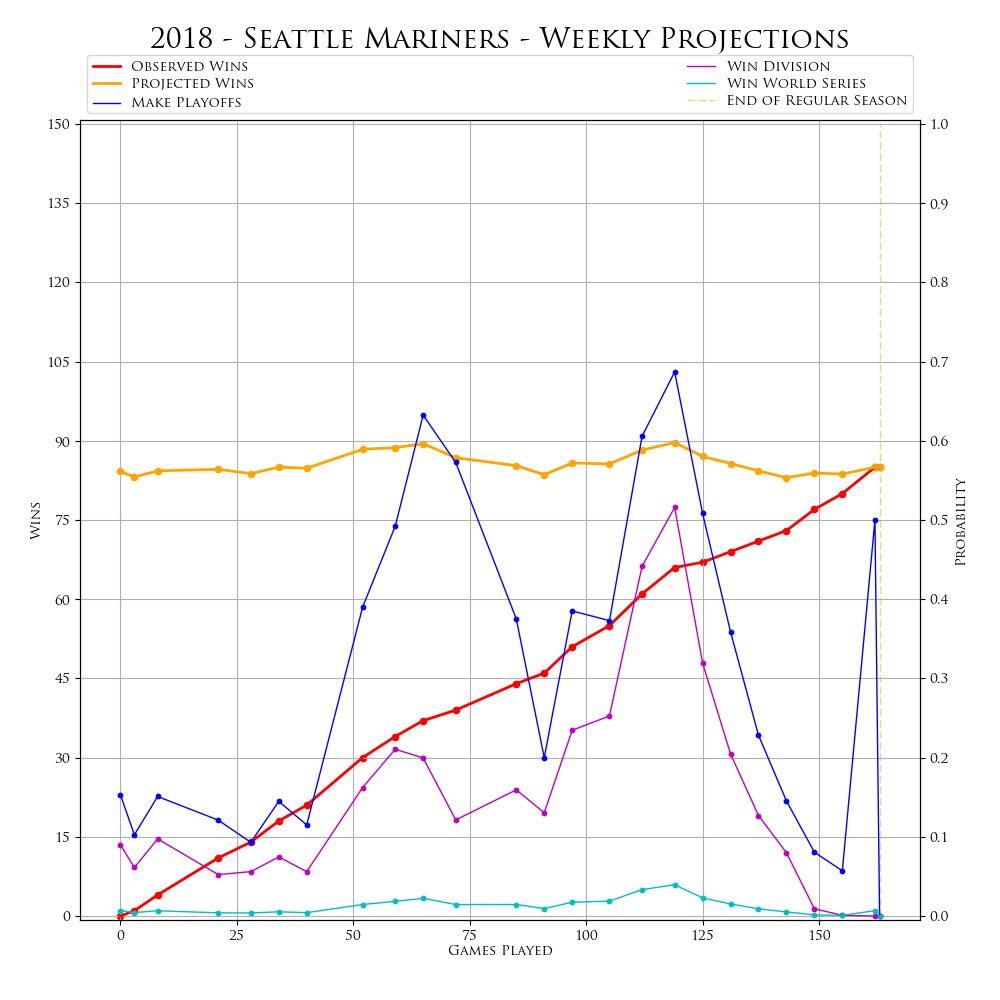 2018 - Seattle Mariners - Weekly Projections
Observed Wins
Projected Wins
Make Playoffs
Win Division
Win World Series
End of Regular Season
150
135
120
105
90
75
60
45
30
15
0
Wins
1.0
0.9
0.8
0.7
0.6
0.5
0.4
0.3
0.2
0.1
0.0
Probability
0 25 50 75 100 125 150
Games Played